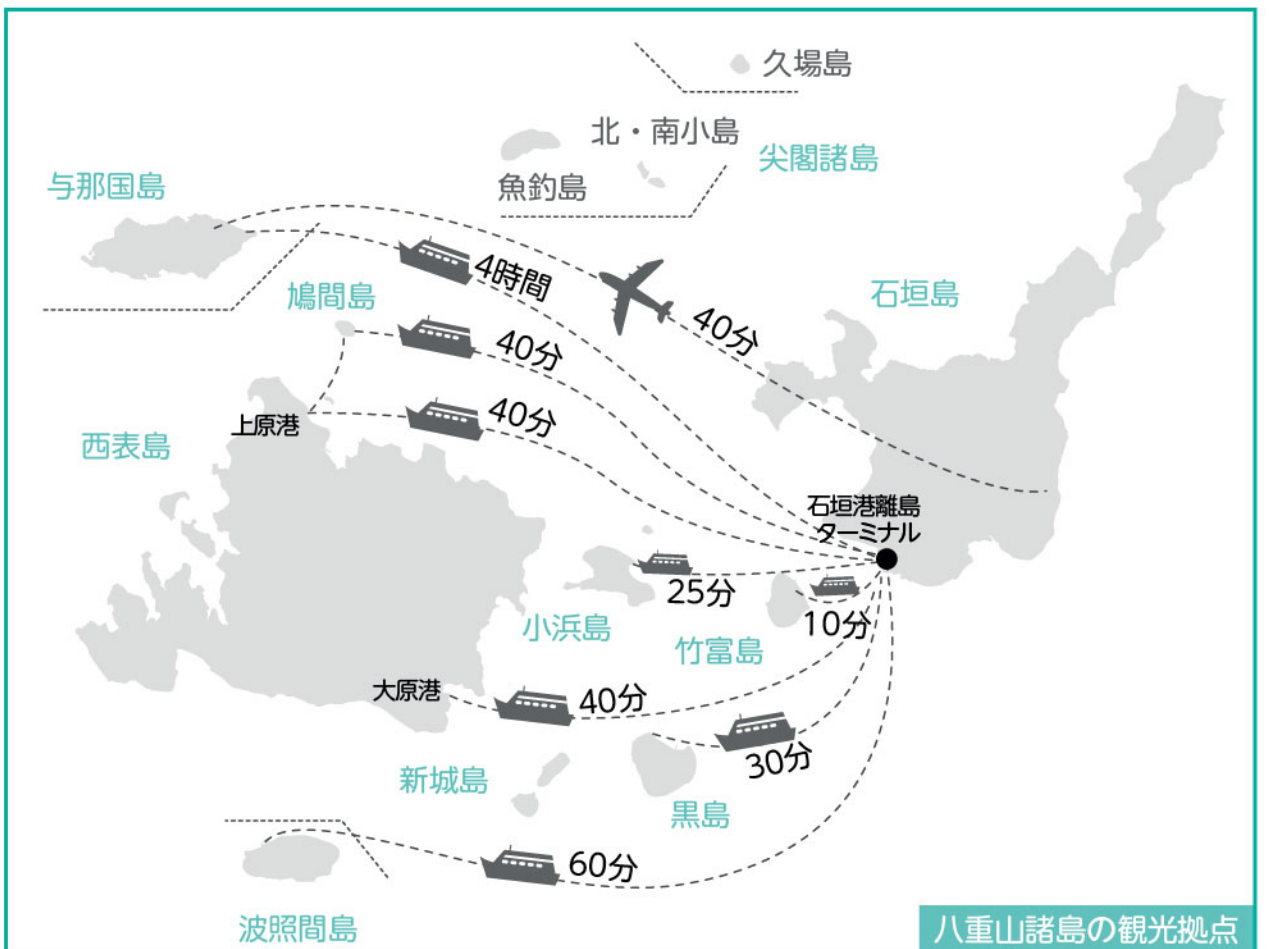 久場島
北・南小島
尖閣諸島
魚釣島
与那国島
4時間
鳩間島
石垣島
40分
40分
40分
上原港
西表島
石垣港離島
ターミナル
25分
10分
小浜島
竹富島
大原港
40分
30分
新城島
黒島
60分
波照間島
八重山諸島の観光拠点